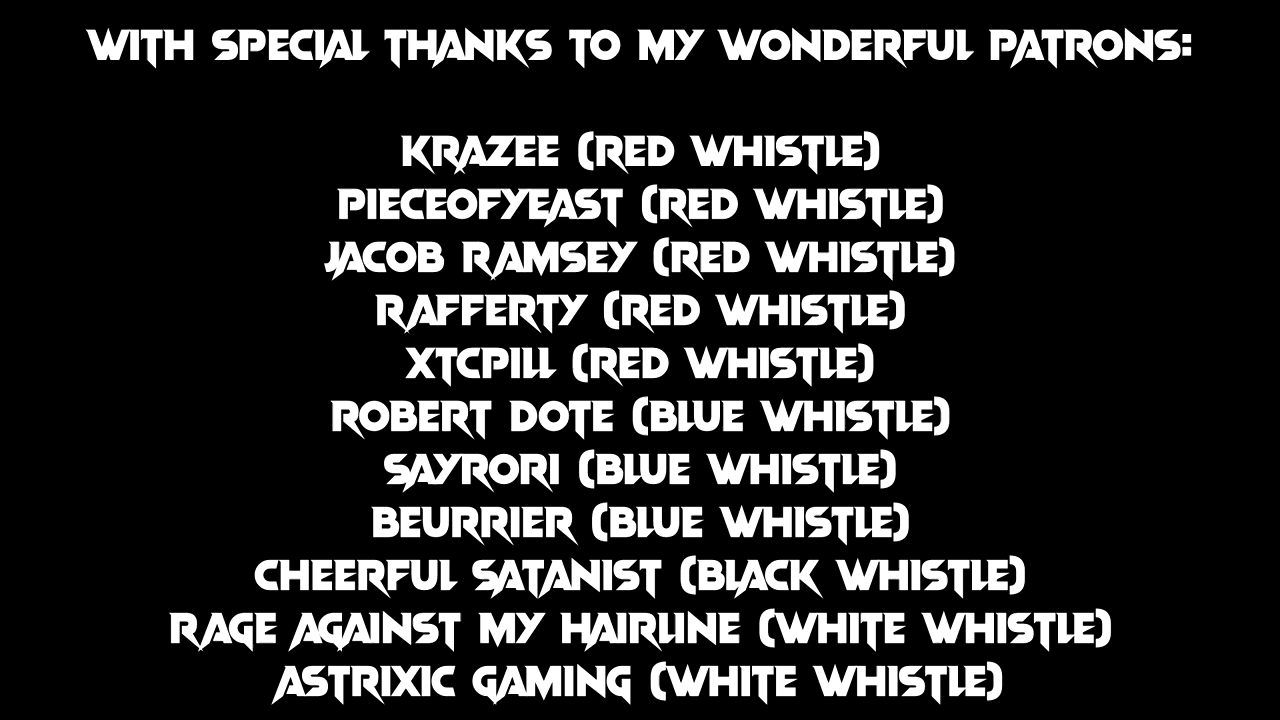 WITH SPECIAL THANKS TO MY WONDERFUL PATRONS:
KRAZEE (RED WHISTLE)
PIECEOFYEAST (RED WHISTLE)
JACOB RAMSEY (RED WHISTLE)
RAFFERTY (RED WHISTLE)
XTCPILL (RED WHISTLE)
ROBERT DOTE (BLUE WHISTLE)
SAYRORI (BLUE WHISTLE)
BEURRIER (BLUE WHISTLE)
CHEERFUL SATANIST (BLACK WHISTLE)
RAGE AGAINST MY HAIRLINE (WHITE WHISTLE)
ASTRIXIC GAMING (WHITE WHISTLE)